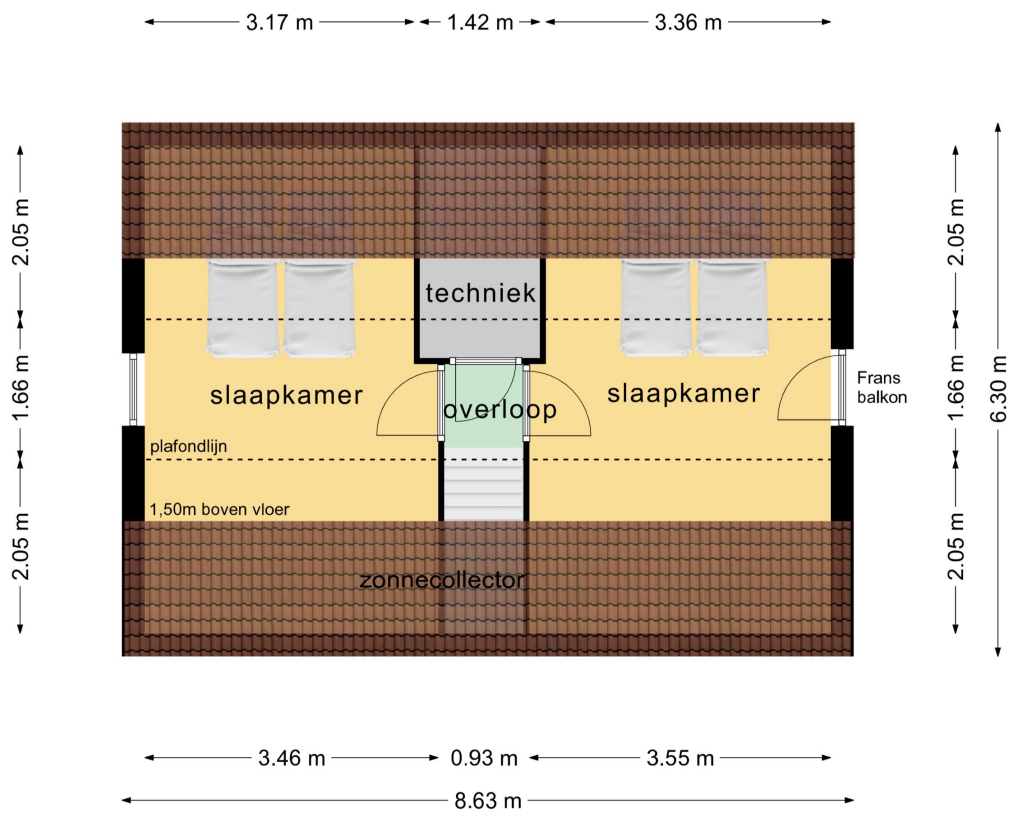 3.17 m
1.42 m
3.36 m
2.05 m
2.05 m
techniek
1.66 m
1.66 m
6.30 m
slaapkamer
slaapkamer
overloop
Frans
balkon
plafondlijn
1,50m boven vloer
2.05 m
2.05 m
zonnecollector
3.46 m
0.93 m
3.55 m
8.63 m